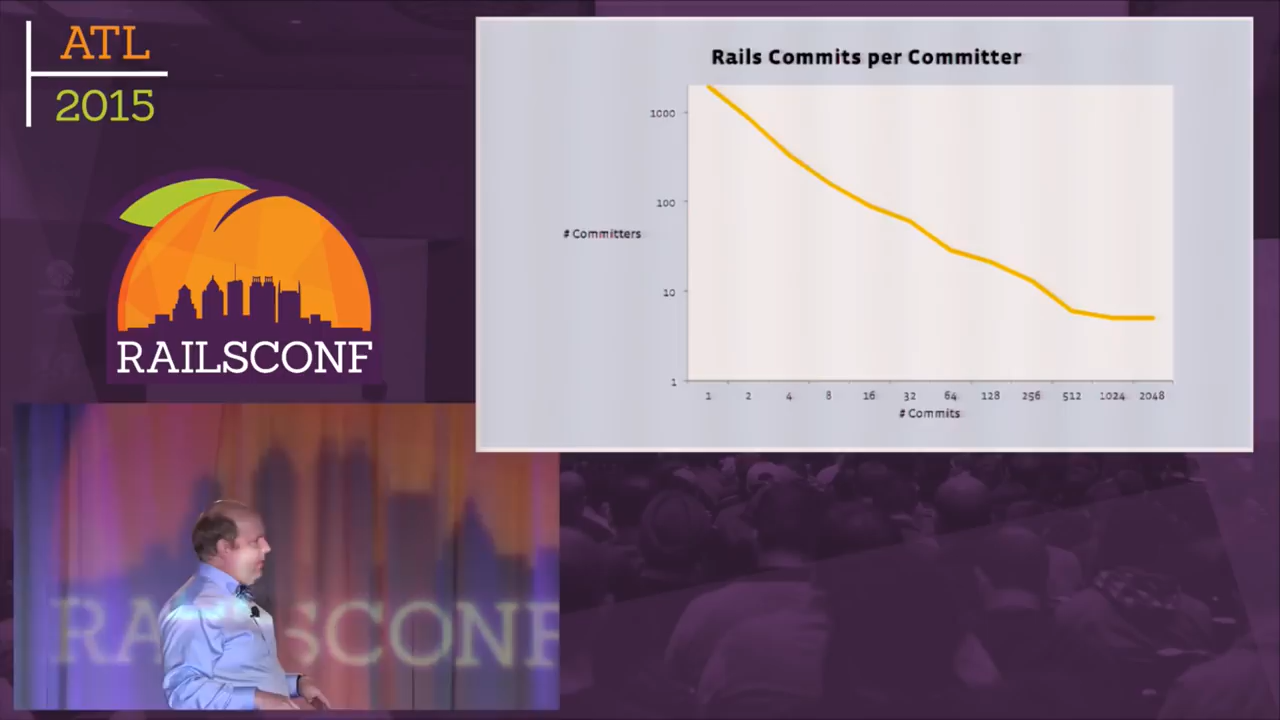 ATL
2015
RAILSCONF
Rails Commits per Committer
1000
100
# Committers
10
1
1 2 4 8 16 32 64 128 256 512 1024 2048
# Commits
RAILSCONF